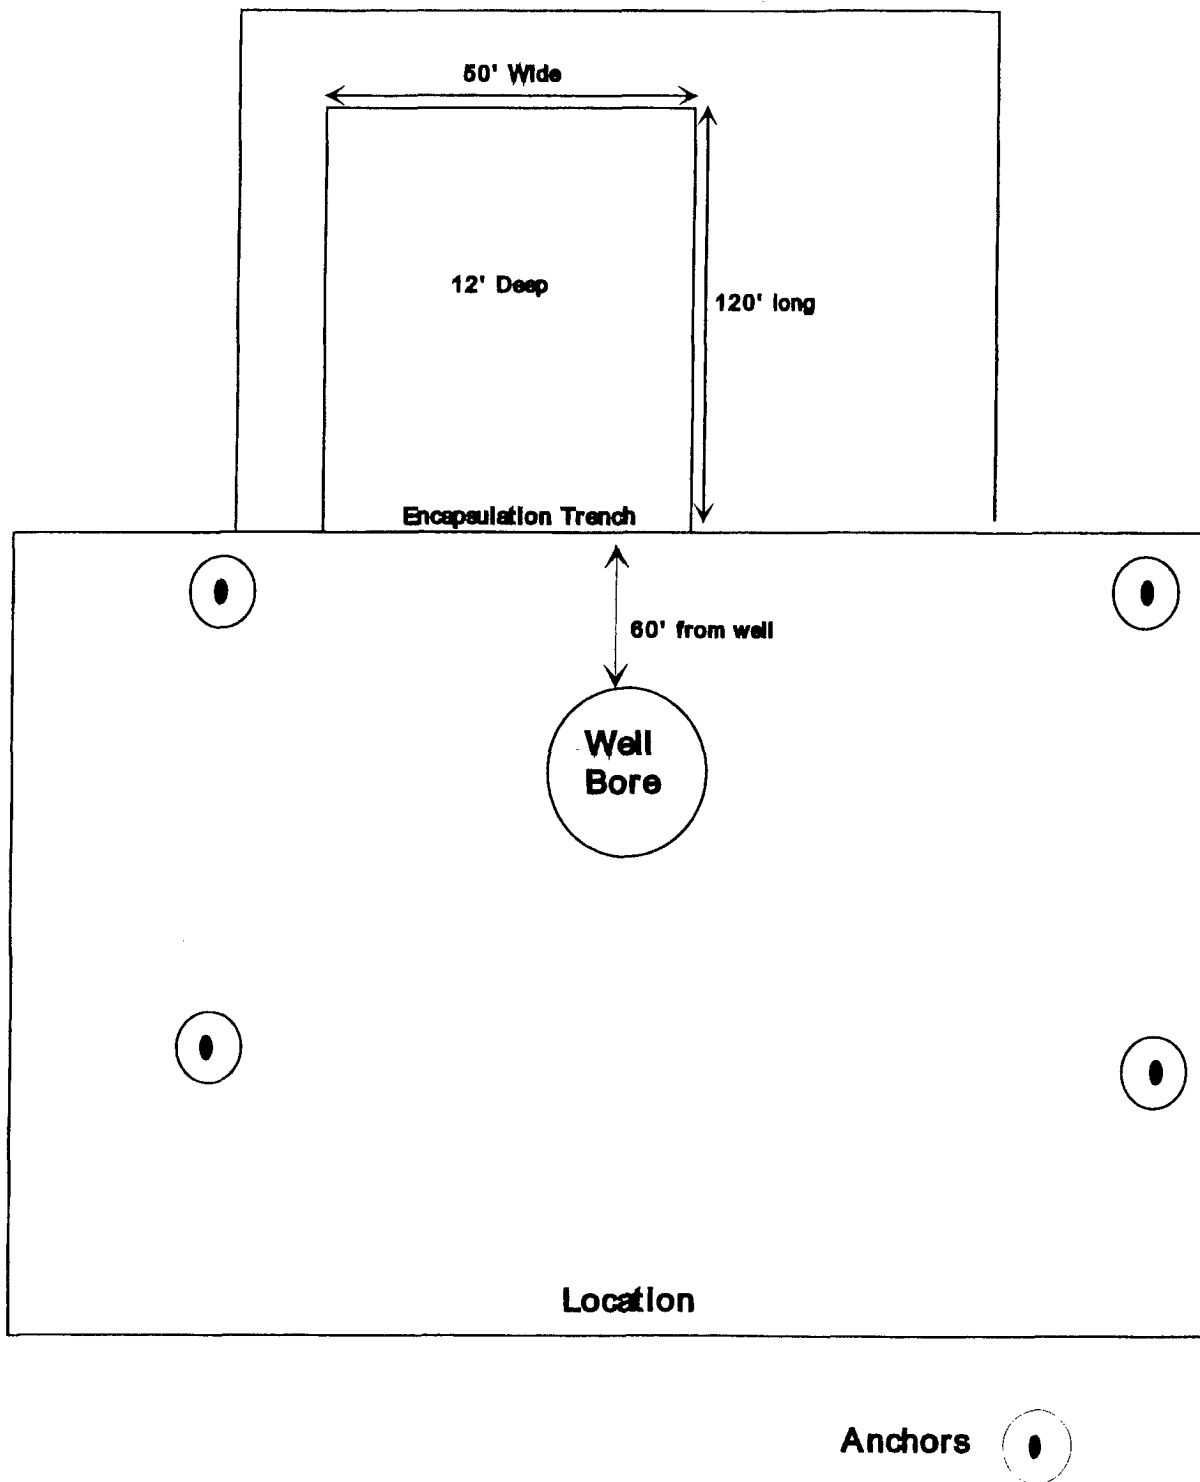 50' Wide
12' Deep
120' long
Encapsulation Trench
60' from well
Well
Bore
Location
Anchors